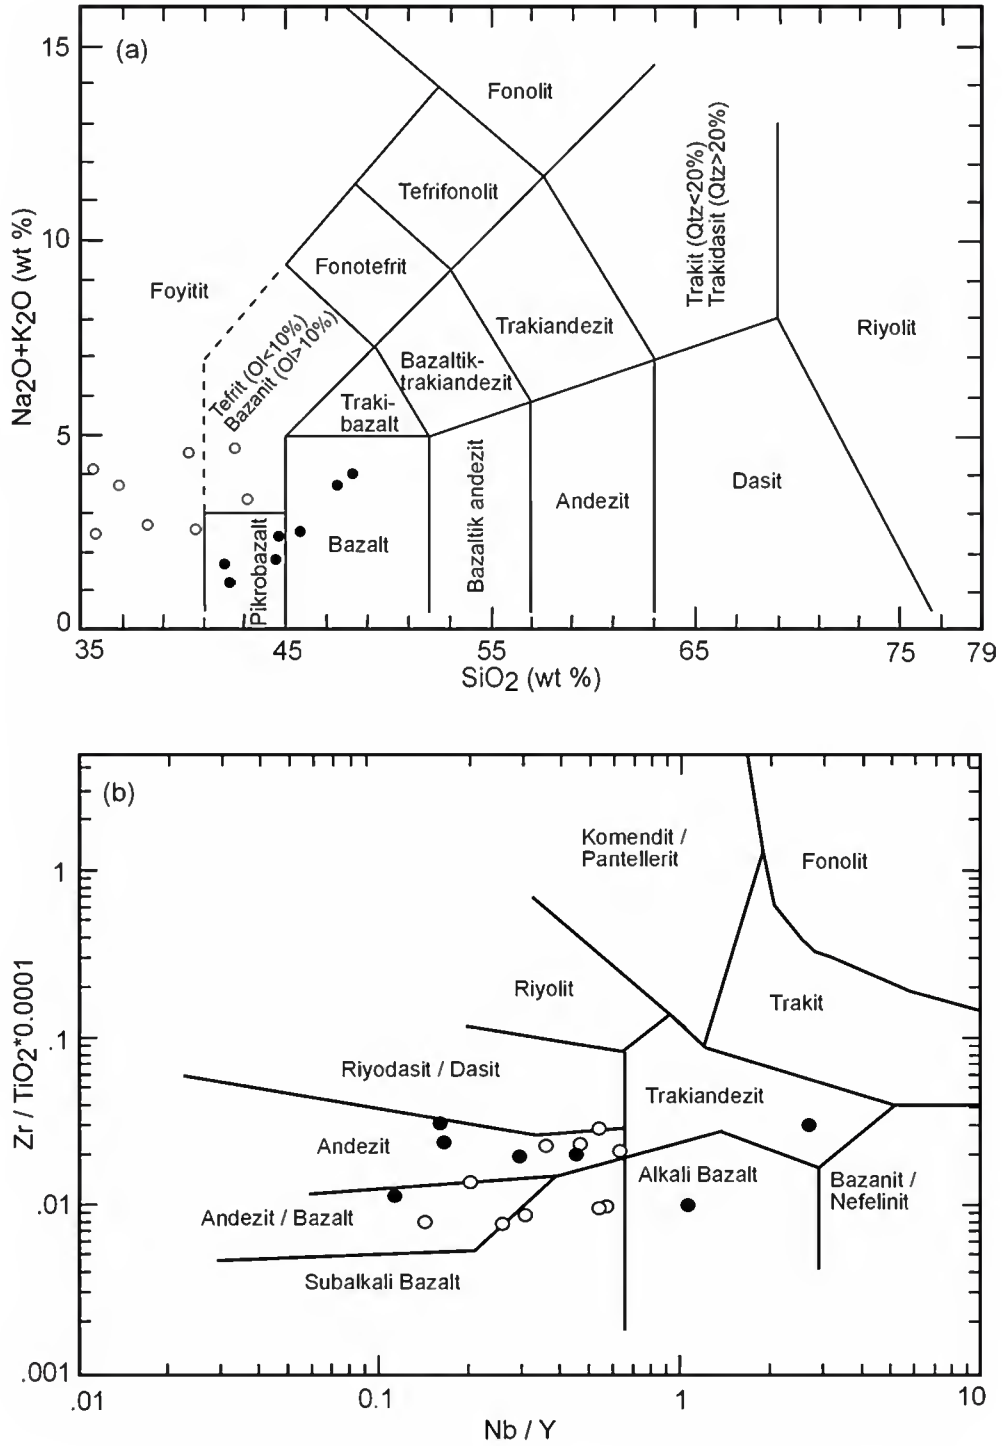 (a)
15
10
5
0
Na2O+K2O (wt %)
Fonolit
Tefrifonolit
Fonotefrit
Foyitit
Tefrit (Ol<10%)
Bazanit (Ol>10%)
Trakiandezit
Bazaltik-
trakiandezit
Traki-
bazalt
Trakit (Qtz<20%)
Trakidasit (Qtz>20%)
Riyolit
Dasit
Andezit
Bazaltik andezit
Bazalt
Pikrobazalt
35
45
55
65
75
79
SiO2 (wt %)
(b)
1
.1
.01
.001
Zr / TiO2*0.0001
Komendit /
Pantellerit
Fonolit
Riyolit
Trakit
Riyodasit / Dasit
Trakiandezit
Andezit
Alkali Bazalt
Bazanit /
Nefelinit
Andezit / Bazalt
Subalkali Bazalt
.01
0.1
1
10
Nb / Y